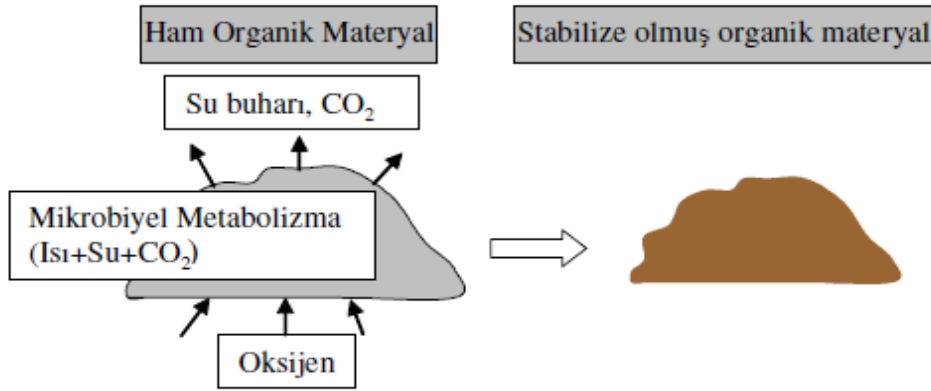 Ham Organik Materyal
Stabilize olmuş organik materyal
Su buharı, CO₂
Mikrobiyel Metabolizma
(Isı+Su+CO₂)
Oksijen